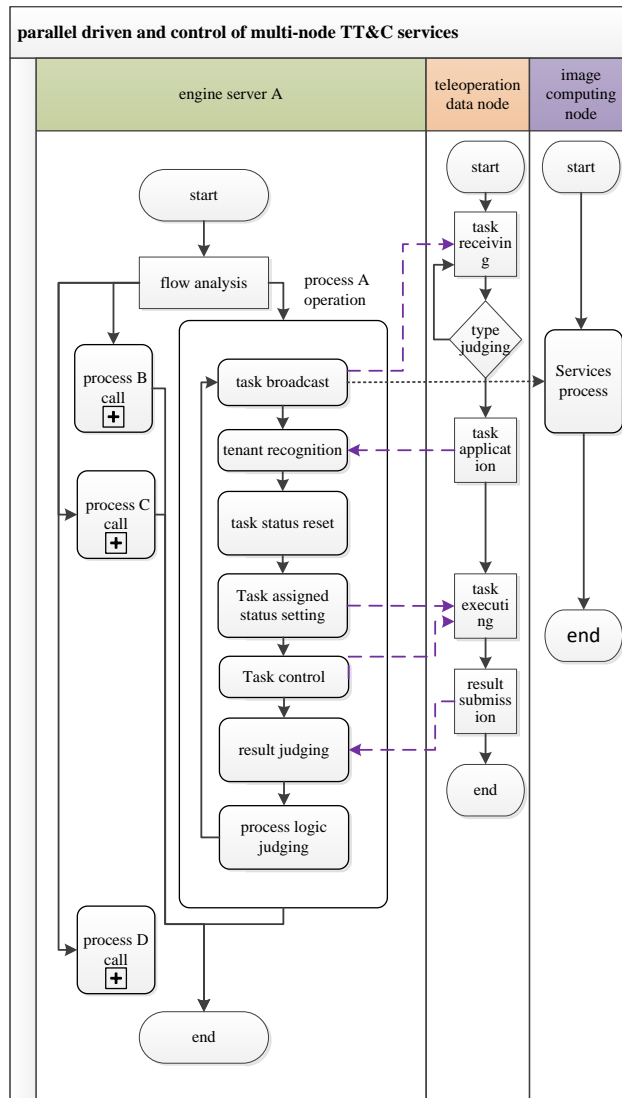 parallel driven and control of multi-node TT&C services
engine server A
teleoperation
data node
image
computing
node
start
flow analysis
process A
operation
process B
call
process C
call
process D
call
task broadcast
tenant recognition
task status reset
Task assigned
status setting
Task control
result judging
process logic
judging
end
start
task
receivin
g
type
judging
task
application
task
executi
ng
result
submiss
ion
end
start
Services
process
end